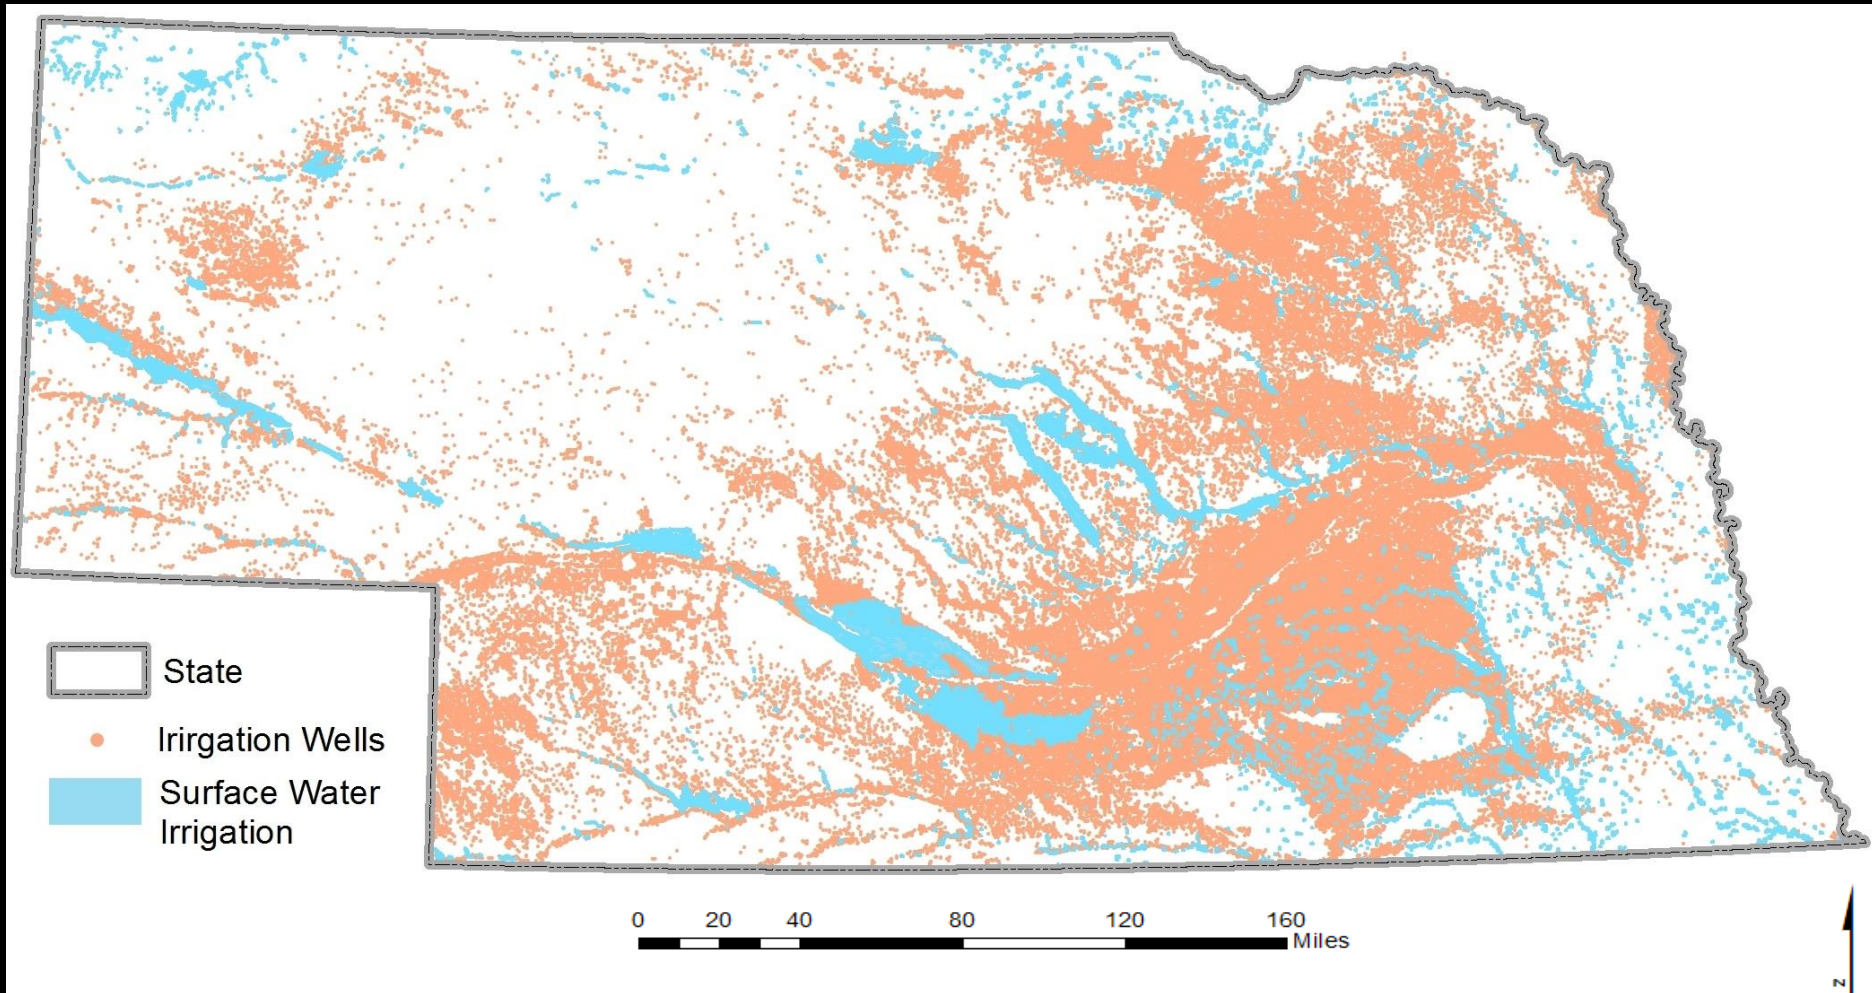 State
Irirgation Wells
Surface Water
Irrigation
0 20 40 80 120 160
Miles
N